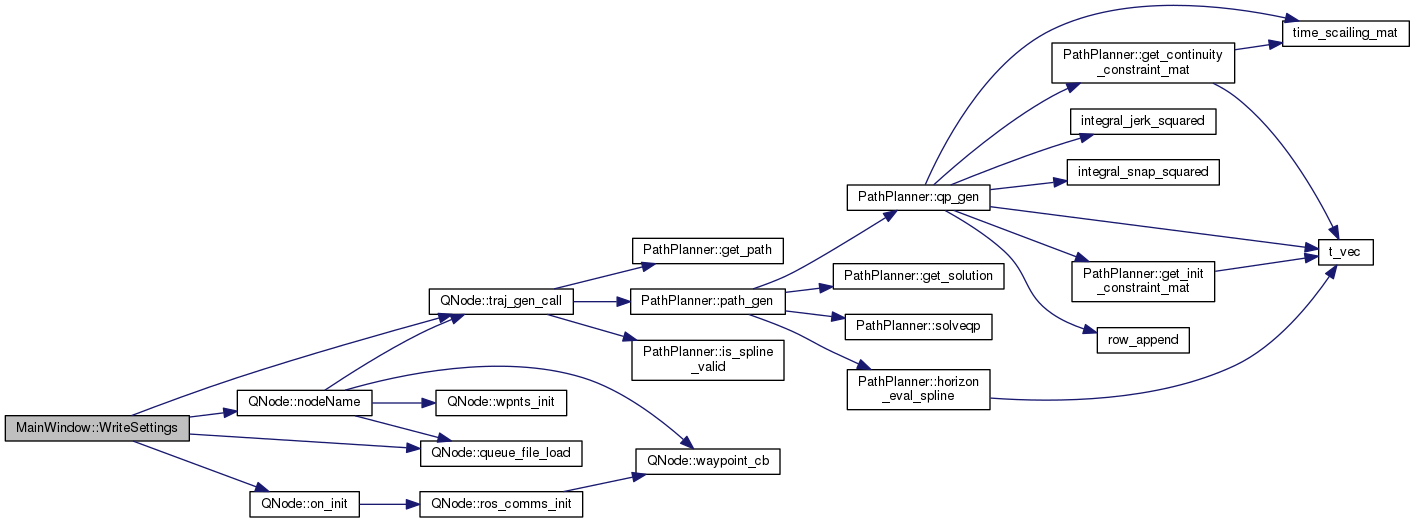 MainWindow::WriteSettings
QNode::traj_gen_call
QNode::nodeName
QNode::wpnts_init
QNode::queue_file_load
QNode::on_init
QNode::ros_comms_init
PathPlanner::get_path
PathPlanner::path_gen
PathPlanner::is_spline
_valid
QNode::waypoint_cb
PathPlanner::qp_gen
PathPlanner::get_solution
PathPlanner::solveqp
PathPlanner::horizon
_eval_spline
time_scailing_mat
PathPlanner::get_continuity
_constraint_mat
integral_jerk_squared
integral_snap_squared
t_vec
PathPlanner::get_init
_constraint_mat
row_append